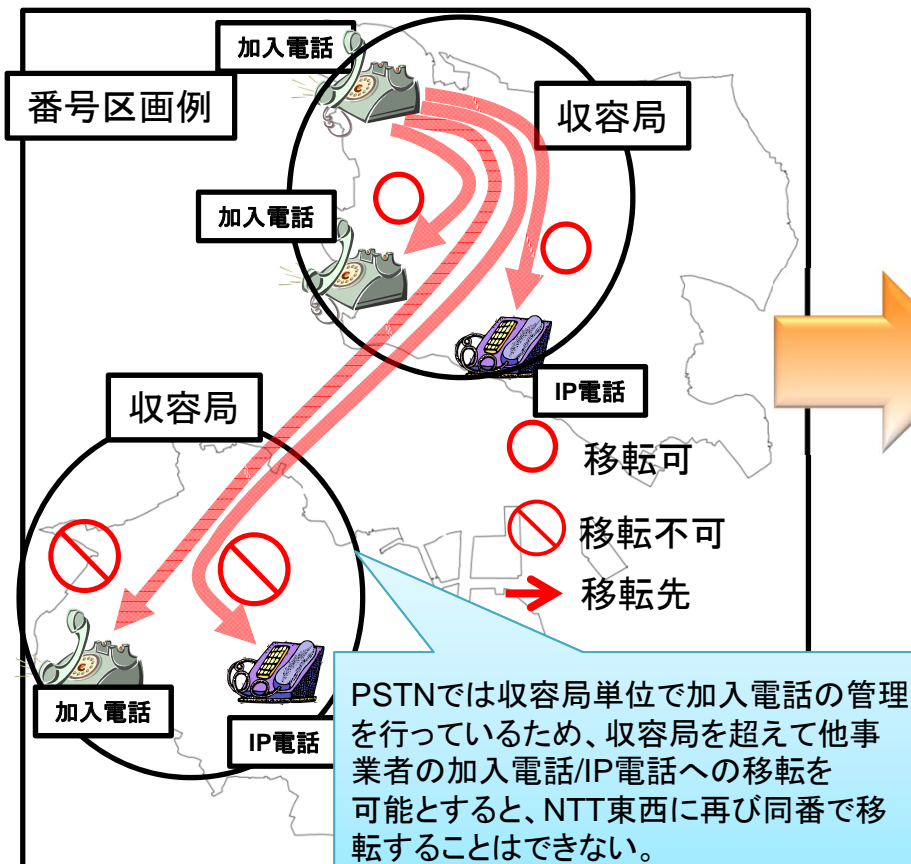 加入電話
番号区画例
収容局
加入電話
IP電話
収容局
移転可
移転不可
移転先
加入電話
IP電話
PSTNでは収容局単位で加入電話の管理
を行っているため、収容局を超えて他事
業者の加入電話/IP電話への移転を
可能とすると、NTT東西に再び同番で移
転することはできない。